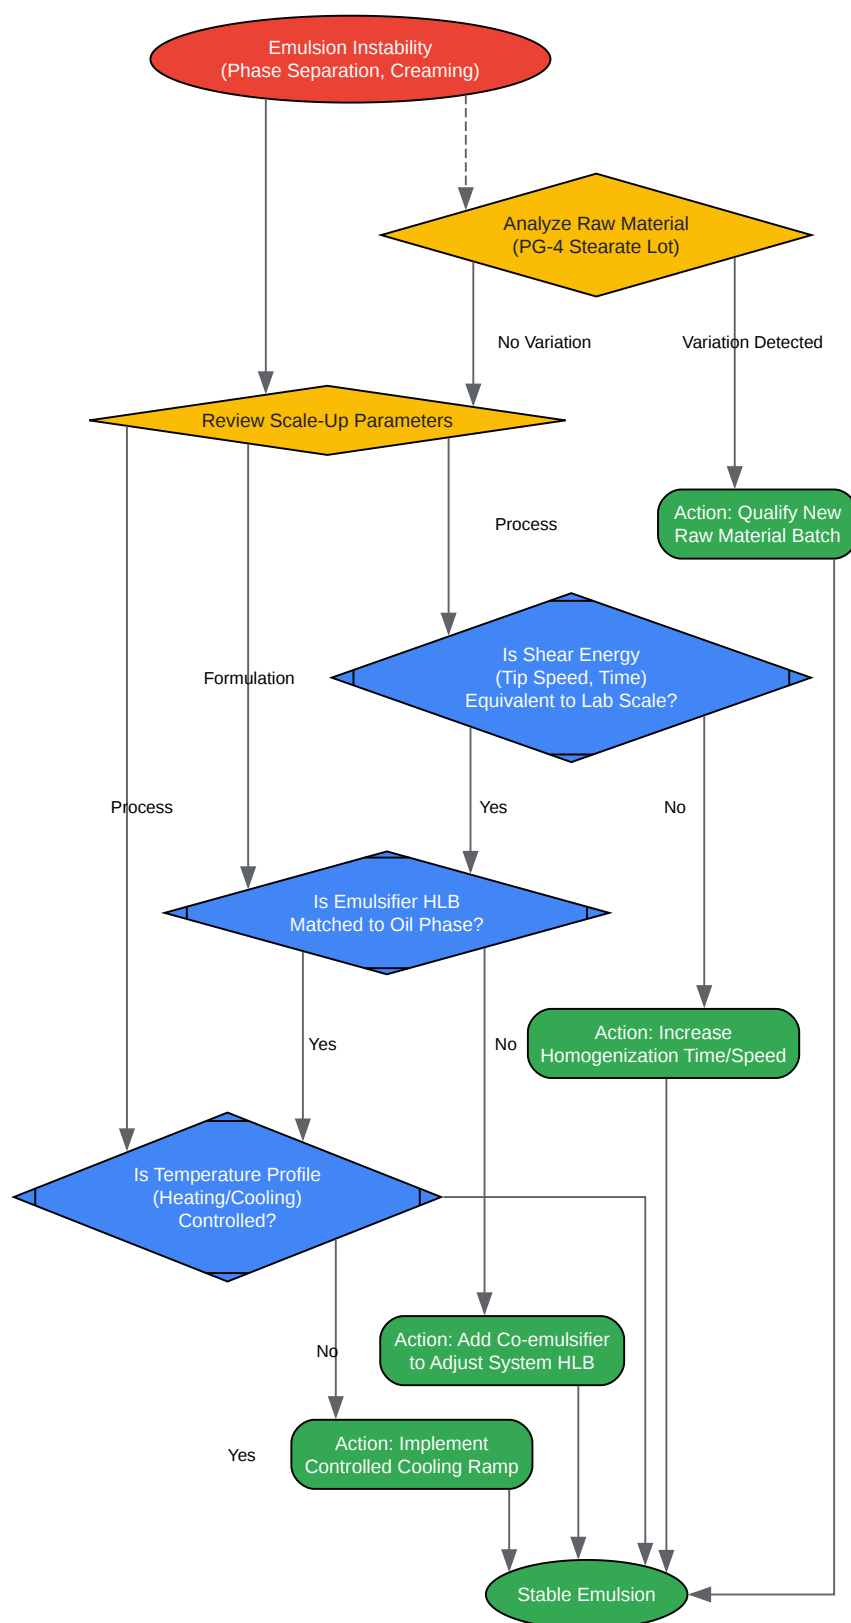 Emulsion Instability
(Phase Separation, Creaming)
Analyze Raw Material
(PG-4 Stearate Lot)
No Variation
Variation Detected
Review Scale-Up Parameters
Action: Qualify New
Raw Material Batch
Process
Is Shear Energy
(Tip Speed, Time)
Equivalent to Lab Scale?
Formulation
Process
Yes
No
Is Emulsifier HLB
Matched to Oil Phase?
Action: Increase
Homogenization Time/Speed
Yes
No
Is Temperature Profile
(Heating/Cooling)
Controlled?
Action: Add Co-emulsifier
to Adjust System HLB
No
Action: Implement
Controlled Cooling Ramp
Yes
Stable Emulsion